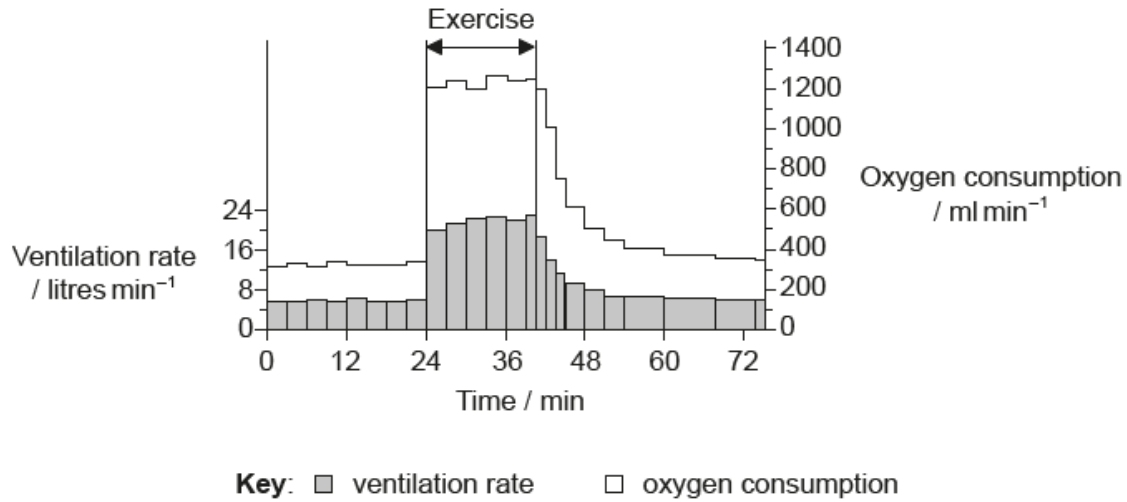 Exercise
1400
1200
1000
800
600
400
200
0
Oxygen consumption
/ ml min⁻¹
24
16
8
0
Ventilation rate
/ litres min⁻¹
0 12 24 36 48 60 72
Time / min
Key: ventilation rate oxygen consumption